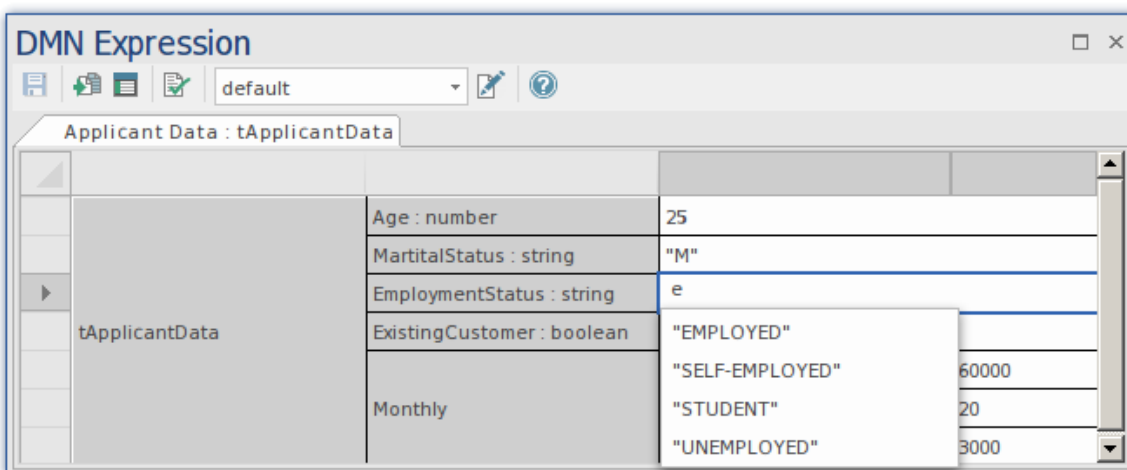 DMN Expression
default
Applicant Data : tApplicantData
Age : number 25
MartitalStatus : string "M"
EmploymentStatus : string e
tApplicantData ExistingCustomer : boolean "EMPLOYED"
"SELF-EMPLOYED" 60000
Monthly "STUDENT" 20
"UNEMPLOYED" 3000